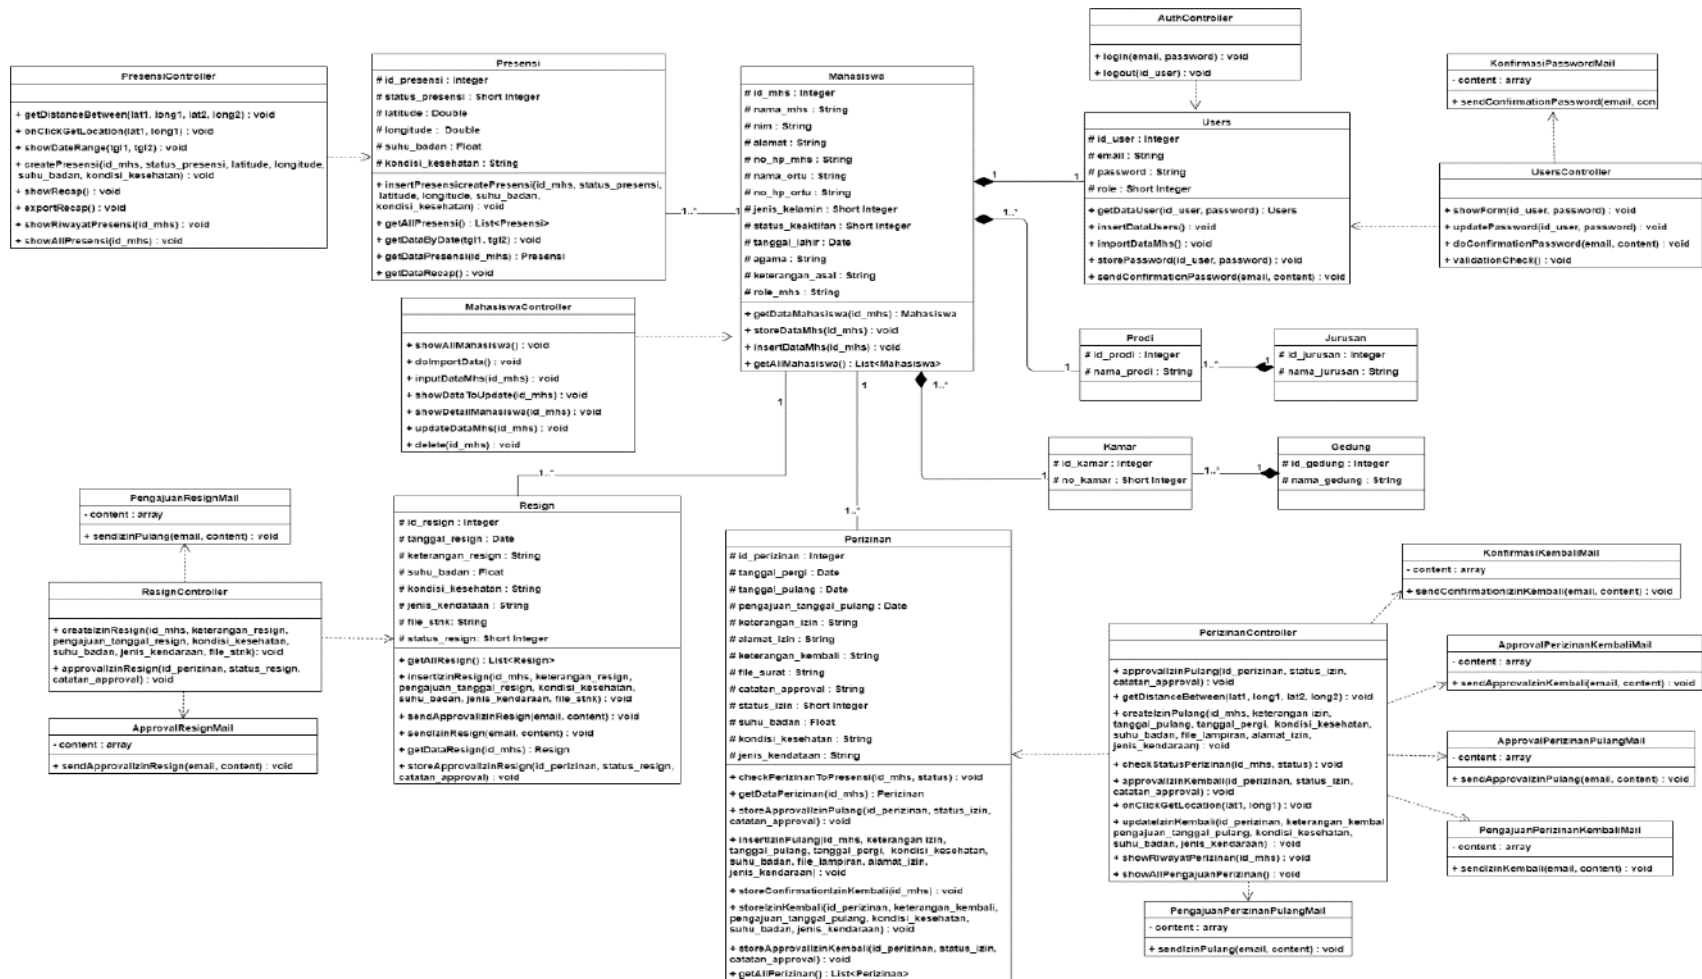 PresensiController
+ getDistanceBetween(lat1, long1, lat2, long2) : void
+ onClickGetLocation(lat1, long1) : void
+ showDateRange(tgl1, tgl2) : void
+ createPresensi(id_mhs, status_presensi, latitude, longitude,
suhu_badan, kondisi_kesehatan) : void
+ showRecap() : void
+ exportRecap() : void
+ showRiwayatPresensi(id_mhs) : void
+ showAllPresensi(id_mhs) : void
Presensi
# id_presensi : Integer
# status_presensi : Short Integer
# latitude : Double
# longitude : Double
# suhu_badan : Float
# kondisi_kesehatan : String
+ insertPresensicreatePresensi(id_mhs, status_presensi,
latitude, longitude, suhu_badan,
kondisi_kesehatan) : void
+ getAllPresensi() : List<Presensi>
+ getDataByDate(tgl1, tgl2) : void
+ getDataPresensi(id_mhs) : Presensi
+ getDataRecap() : void
1..*
1
Mahasiswa
# id_mhs : Integer
# nama_mhs : String
# nim : String
# alamat : String
# no_hp_mhs : String
# nama_ortu : String
# no_hp_ortu : String
# jenis_kelamin : Short Integer
# status_keaktifan : Short Integer
# tanggal_lahir : Date
# agama : String
# keterangan_asal : String
# role_mhs : String
+ getDataMahasiswa(id_mhs) : Mahasiswa
+ storeDataMhs(id_mhs) : void
+ insertDataMhs(id_mhs) : void
+ getAllMahasiswa() : List<Mahasiswa>
AuthController
+ login(email, password) : void
+ logout(id_user) : void
Users
# id_user : Integer
# email : String
# password : String
# role : Short Integer
+ getDataUser(id_user, password) : Users
+ insertDataUsers() : void
+ importDataMhs() : void
+ storePassword(id_user, password) : void
+ sendConfirmationPassword(email, content) : void
1
1
KonfirmasiPasswordMail
- content : array
+ sendConfirmationPassword(email, con
UsersController
+ showForm(id_user, password) : void
+ updatePassword(id_user, password) : void
+ doConfirmationPassword(email, content) : void
+ validationCheck() : void
MahasiswaController
+ showAllMahasiswa() : void
+ doImportData() : void
+ inputDataMhs(id_mhs) : void
+ showDataToUpdate(id_mhs) : void
+ showDetailMahasiswa(id_mhs) : void
+ updateDataMhs(id_mhs) : void
+ delete(id_mhs) : void
1..*
1
Prodi
# id_prodi : Integer
# nama_prodi : String
1..*
1
Jurusan
# id_jurusan : Integer
# nama_jurusan : String
1..*
1
Kamar
# id_kamar : Integer
# no_kamar : Short Integer
1..*
1
Gedung
# id_gedung : Integer
# nama_gedung : String
1
1..*
1
1..*
PengajuanResignMail
- content : array
+ sendIzinPulang(email, content) : void
ResignController
+ createIzinResign(id_mhs, keterangan_resign,
pengajuan_tanggal_resign, kondisi_kesehatan,
suhu_badan, jenis_kendaraan, file_stnk): void
+ approvalIzinResign(id_perizinan, status_resign,
catatan_approval) : void
ApprovalResignMail
- content : array
+ sendApprovalIzinResign(email, content) : void
Resign
# id_resign : Integer
# tanggal_resign : Date
# keterangan_resign : String
# suhu_badan : Float
# kondisi_kesehatan : String
# jenis_kendataan : String
# file_stnk: String
# status_resign: Short Integer
+ getAllResign() : List<Resign>
+ insertIzinResign(id_mhs, keterangan_resign,
pengajuan_tanggal_resign, kondisi_kesehatan,
suhu_badan, jenis_kendaraan, file_stnk) : void
+ sendApprovalIzinResign(email, content) : void
+ sendIzinResign(email, content) : void
+ getDataResign(id_mhs) : Resign
+ storeApprovalIzinResign(id_perizinan, status_resign,
catatan_approval) : void
Perizinan
# id_perizinan : Integer
# tanggal_pergi : Date
# tanggal_pulang : Date
# pengajuan_tanggal_pulang : Date
# keterangan_izin : String
# alamat_izin : String
# keterangan_kembali : String
# file_surat : String
# catatan_approval : String
# status_izin : Short Integer
# suhu_badan : Float
# kondisi_kesehatan : String
# jenis_kendataan : String
+ checkPerizinanToPresensi(id_mhs, status) : void
+ getDataPerizinan(id_mhs) : Perizinan
+ storeApprovalIzinPulang(id_perizinan, status_izin,
catatan_approval) : void
+ insertIzinPulang(id_mhs, keterangan izin,
tanggal_pulang, tanggal_pergi, kondisi_kesehatan,
suhu_badan, file_lampiran, alamat_izin,
jenis_kendaraan) : void
+ storeConfirmationIzinKembali(id_mhs) : void
+ storeIzinKembali(id_perizinan, keterangan_kembali,
pengajuan_tanggal_pulang, kondisi_kesehatan,
suhu_badan, jenis_kendaraan) : void
+ storeApprovalIzinKembali(id_perizinan, status_izin,
catatan_approval) : void
+ getAllPerizinan() : List<Perizinan>
PerizinanController
+ approvalIzinPulang(id_perizinan, status_izin,
catatan_approval) : void
+ getDistanceBetween(lat1, long1, lat2, long2) : void
+ createIzinPulang(id_mhs, keterangan izin,
tanggal_pulang, tanggal_pergi, kondisi_kesehatan,
suhu_badan, file_lampiran, alamat_izin,
jenis_kendaraan) : void
+ checkStatusPerizinan(id_mhs, status) : void
+ approvalIzinKembali(id_perizinan, status_izin,
catatan_approval) : void
+ onClickGetLocation(lat1, long1) : void
+ updateIzinKembali(id_perizinan, keterangan_kembal
pengajuan_tanggal_pulang, kondisi_kesehatan,
suhu_badan, jenis_kendaraan) : void
+ showRiwayatPerizinan(id_mhs) : void
+ showAllPengajuanPerizinan() : void
KonfirmasiKembaliMail
- content : array
+ sendConfirmationIzinKembali(email, content) : void
ApprovalPerizinanKembaliMail
- content : array
+ sendApprovalzinKembali(email, content) : void
ApprovalPerizinanPulangMail
- content : array
+ sendApprovalzinPulang(email, content) : void
PengajuanPerizinanKembaliMail
- content : array
+ sendIzinKembali(email, content) : void
PengajuanPerizinanPulangMail
- content : array
+ sendIzinPulang(email, content) : void